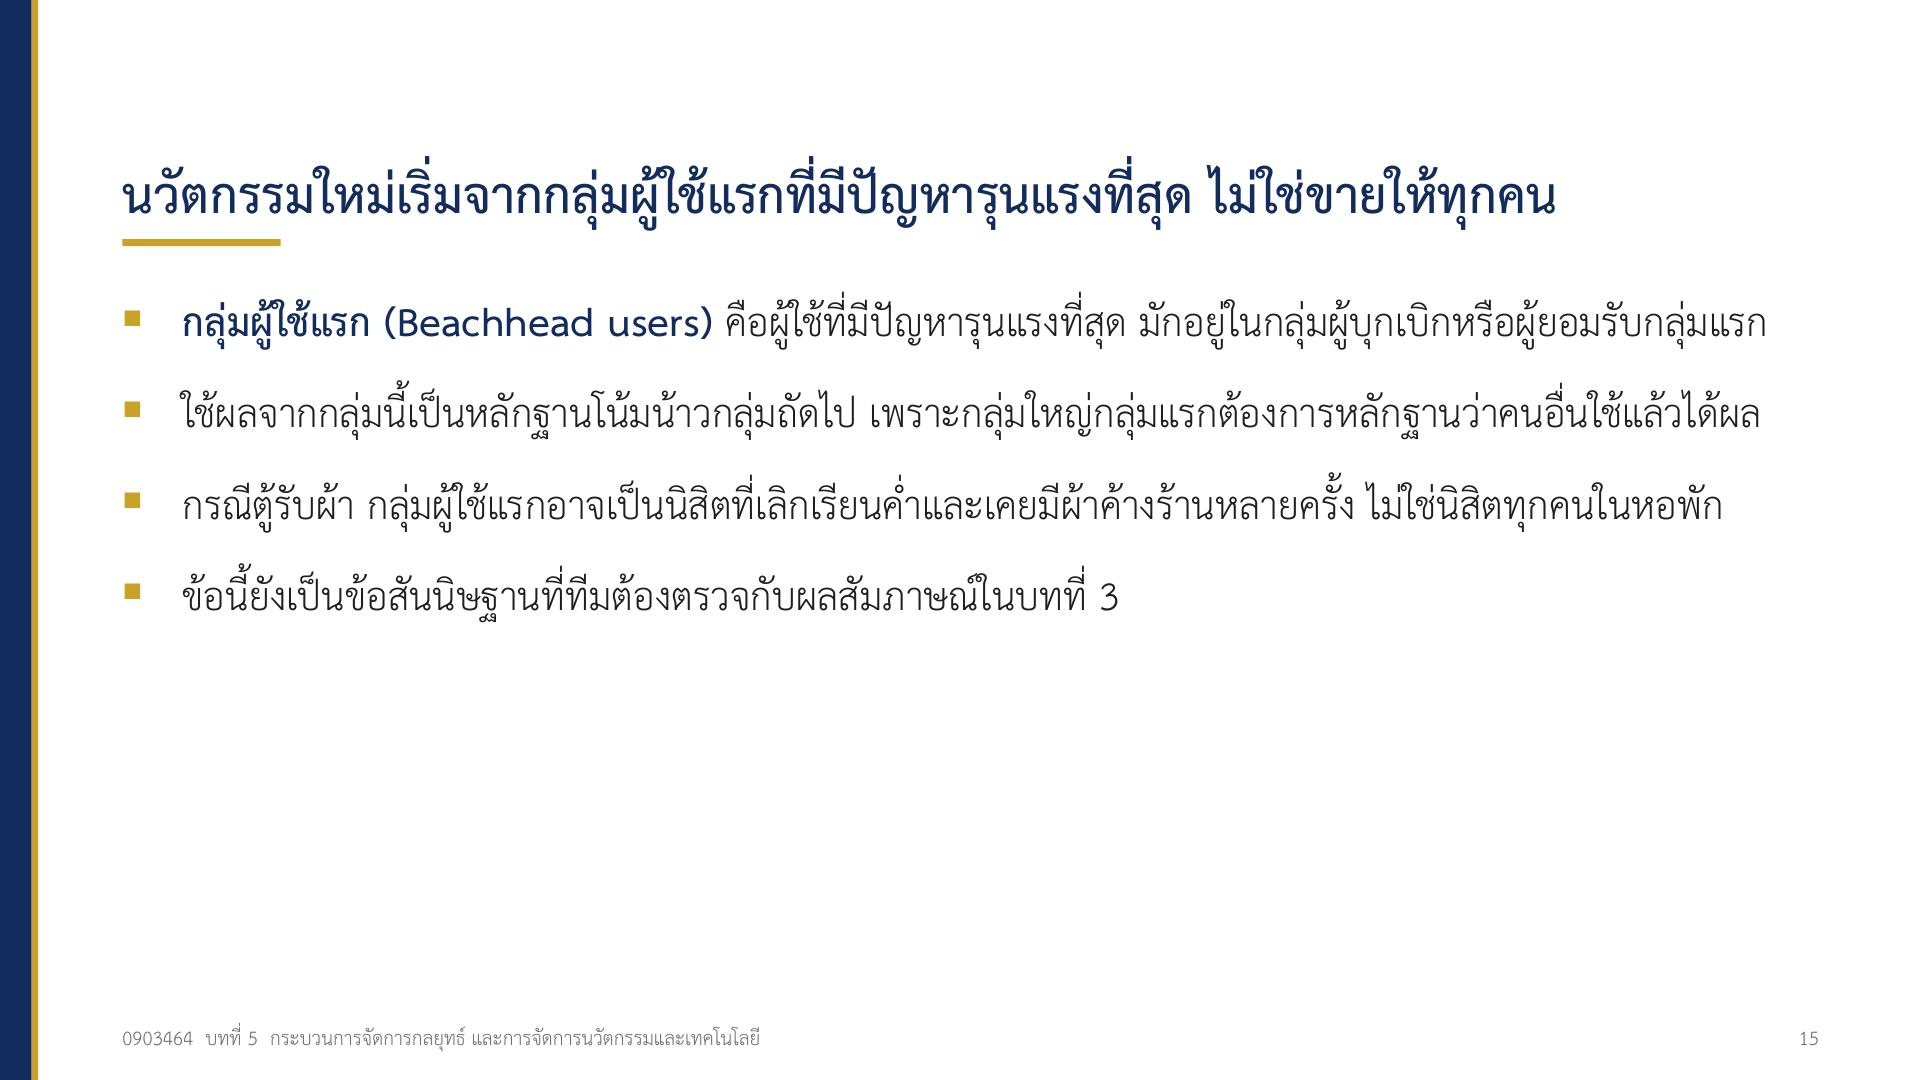 นวัตกรรมใหม่เริ่มจากกลุ่มผู้ใช้แรกที่มีปัญหารุนแรงที่สุด ไม่ใช่ขายให้ทุกคน
▪ กลุ่มผู้ใช้แรก (Beachhead users) คือผู้ใช้ที่มีปัญหารุนแรงที่สุด มักอยู่ในกลุ่มผู้บุกเบิกหรือผู้ยอมรับกลุ่มแรก
▪ ใช้ผลจากกลุ่มนี้เป็นหลักฐานโน้มน้าวกลุ่มถัดไป เพราะกลุ่มใหญ่กลุ่มแรกต้องการหลักฐานว่าคนอื่นใช้แล้วได้ผล
▪ กรณีตู้รับผ้า กลุ่มผู้ใช้แรกอาจเป็นนิสิตที่เลิกเรียนค่ำและเคยมีผ้าค้างร้านหลายครั้ง ไม่ใช่นิสิตทุกคนในหอพัก
▪ ข้อนี้ยังเป็นข้อสันนิษฐานที่ทีมต้องตรวจกับผลสัมภาษณ์ในบทที่ 3
0903464 บทที่ 5 กระบวนการจัดการกลยุทธ์ และการจัดการนวัตกรรมและเทคโนโลยี
15